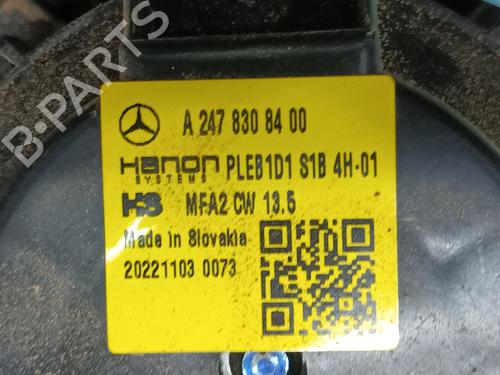 A 247 830 84 00
Hanon PLEB1D1 S1B 4H-01
SYSTEMS
HS MFA2 CW 13.5
Made in Slovakia
20221103 0073
B-PARTS